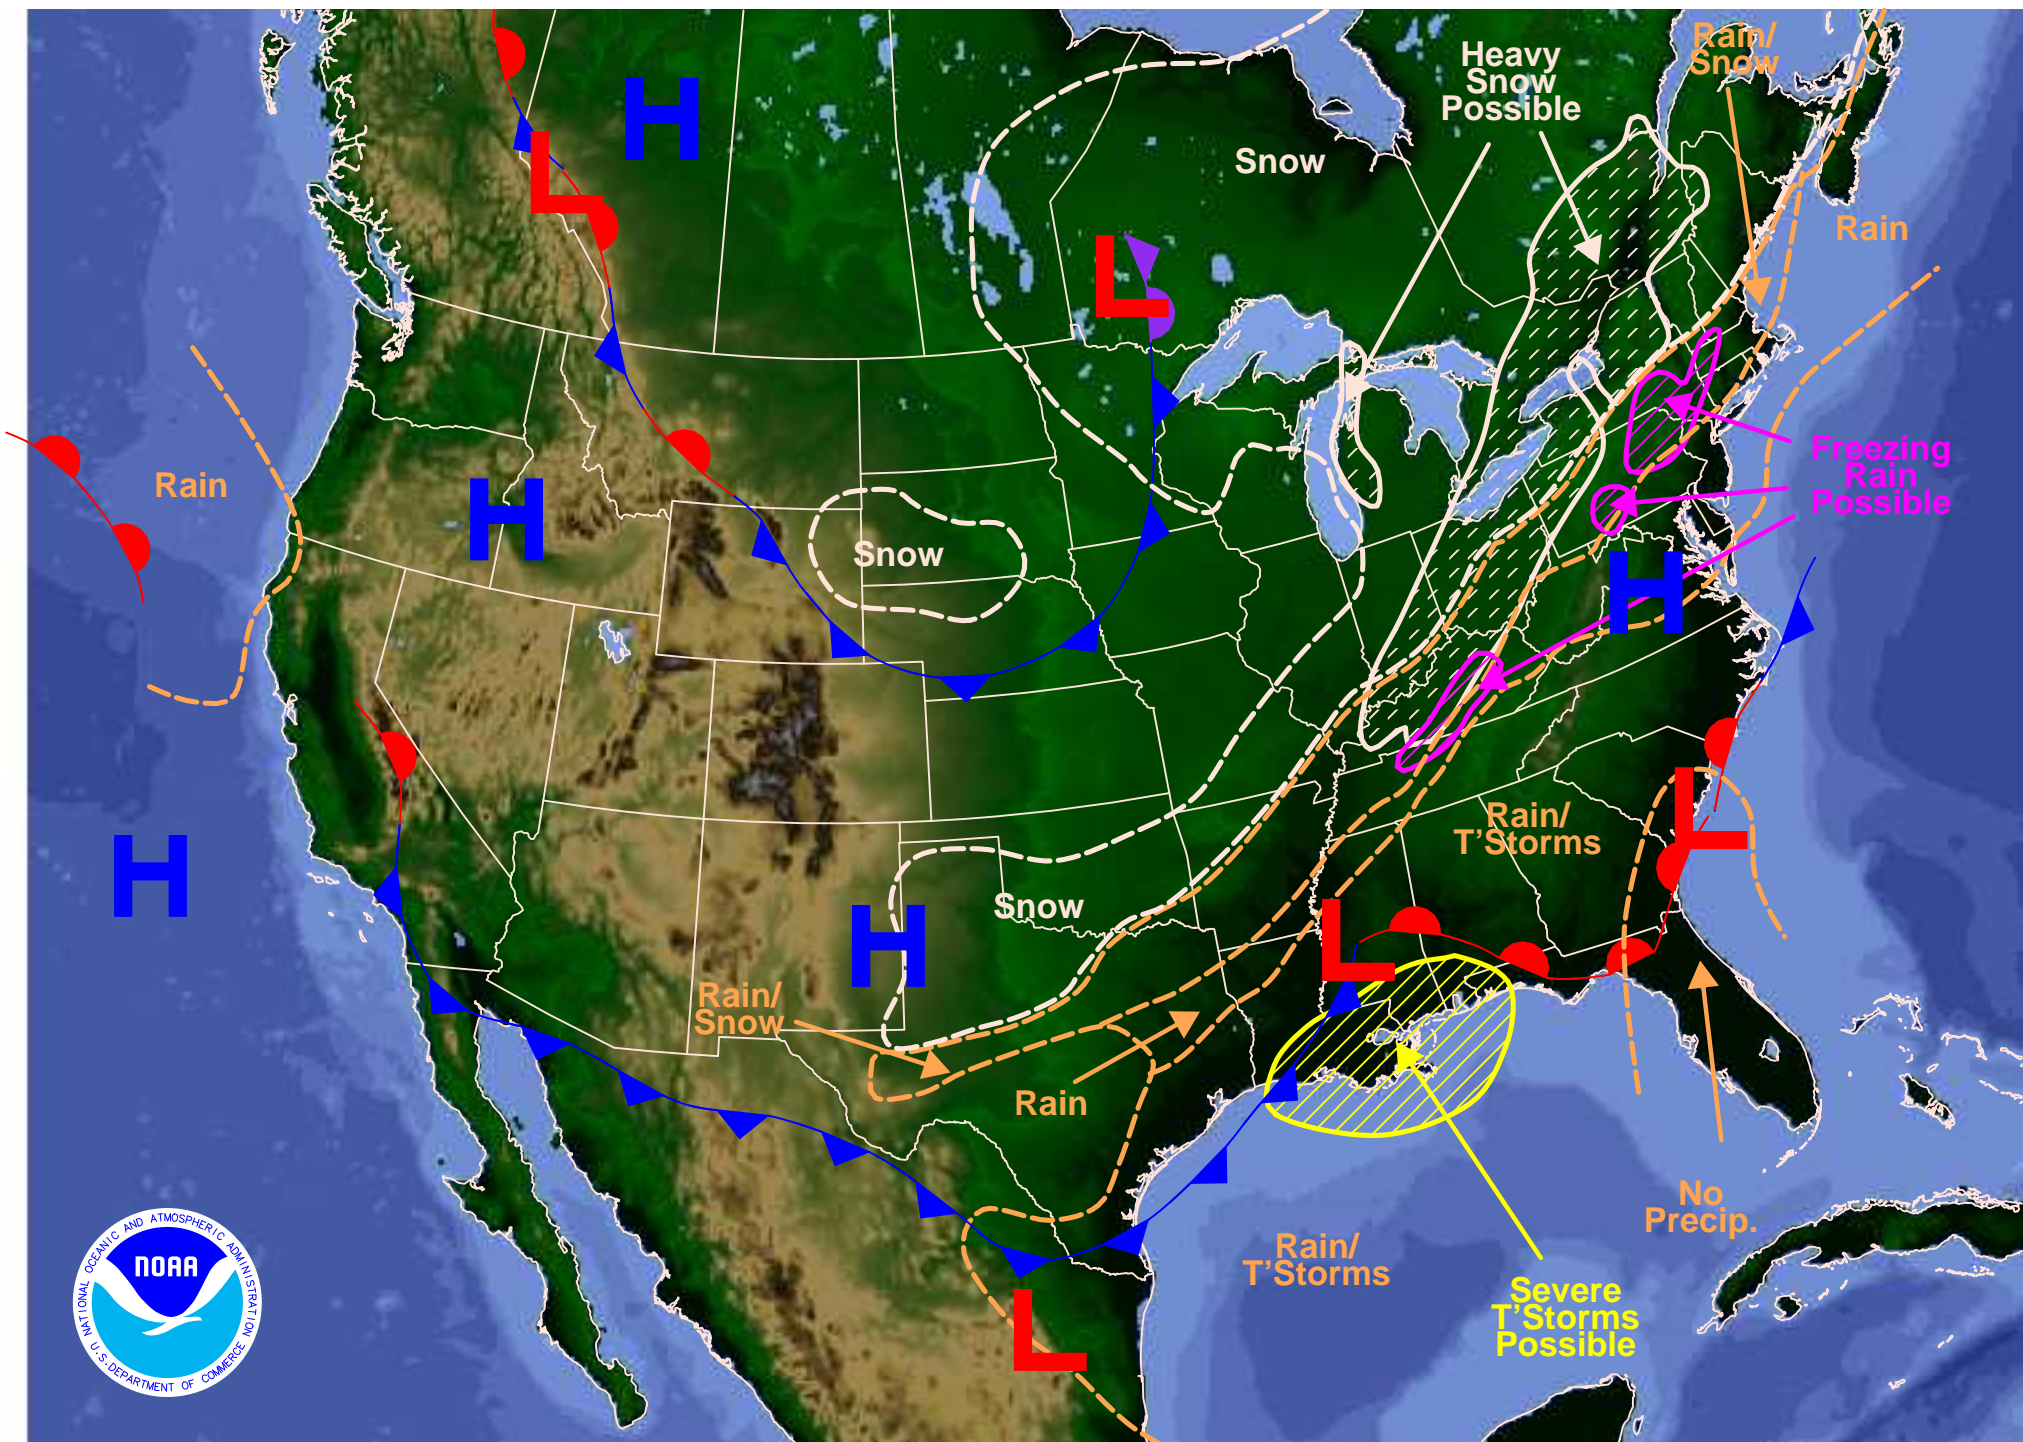 Rain/
Snow
Heavy
Snow
Possible
H
L
Snow
Rain
L
Freezing
Rain
Possible
Rain
H
Snow
H
Rain/
T'Storms
L
H
Snow
H
L
Rain/
Snow
Rain
No
Precip.
Rain/
T'Storms
Severe
T'Storms
Possible
L
NATIONAL OCEANIC AND ATMOSPHERIC ADMINISTRATION
NOAA
U.S. DEPARTMENT OF COMMERCE